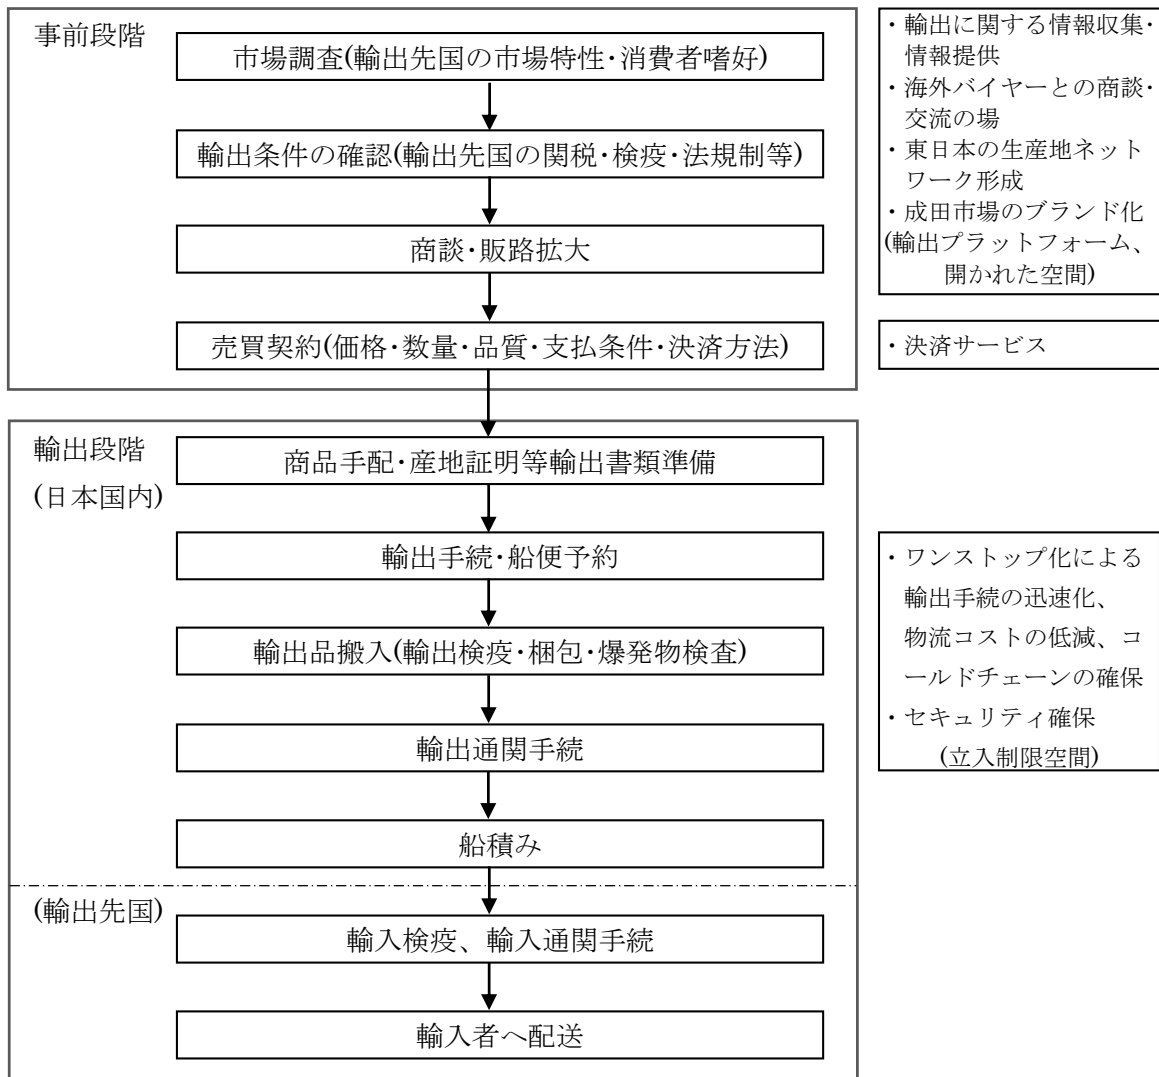 事前段階
市場調査(輸出先国の市場特性・消費者嗜好)
輸出条件の確認(輸出先国の関税・検疫・法規制等)
商談・販路拡大
売買契約(価格・数量・品質・支払条件・決済方法)
・輸出に関する情報収集・
情報提供
・海外バイヤーとの商談・
交流の場
・東日本の生産地ネット
ワーク形成
・成田市場のブランド化
(輸出プラットフォーム、
開かれた空間)
・決済サービス
輸出段階
(日本国内)
商品手配・産地証明等輸出書類準備
輸出手続・船便予約
輸出品搬入(輸出検疫・梱包・爆発物検査)
輸出通関手続
船積み
・ワンストップ化による
輸出手続の迅速化、
物流コストの低減、コ
ールドチェーンの確保
・セキュリティ確保
(立入制限空間)
(輸出先国)
輸入検疫、輸入通関手続
輸入者へ配送